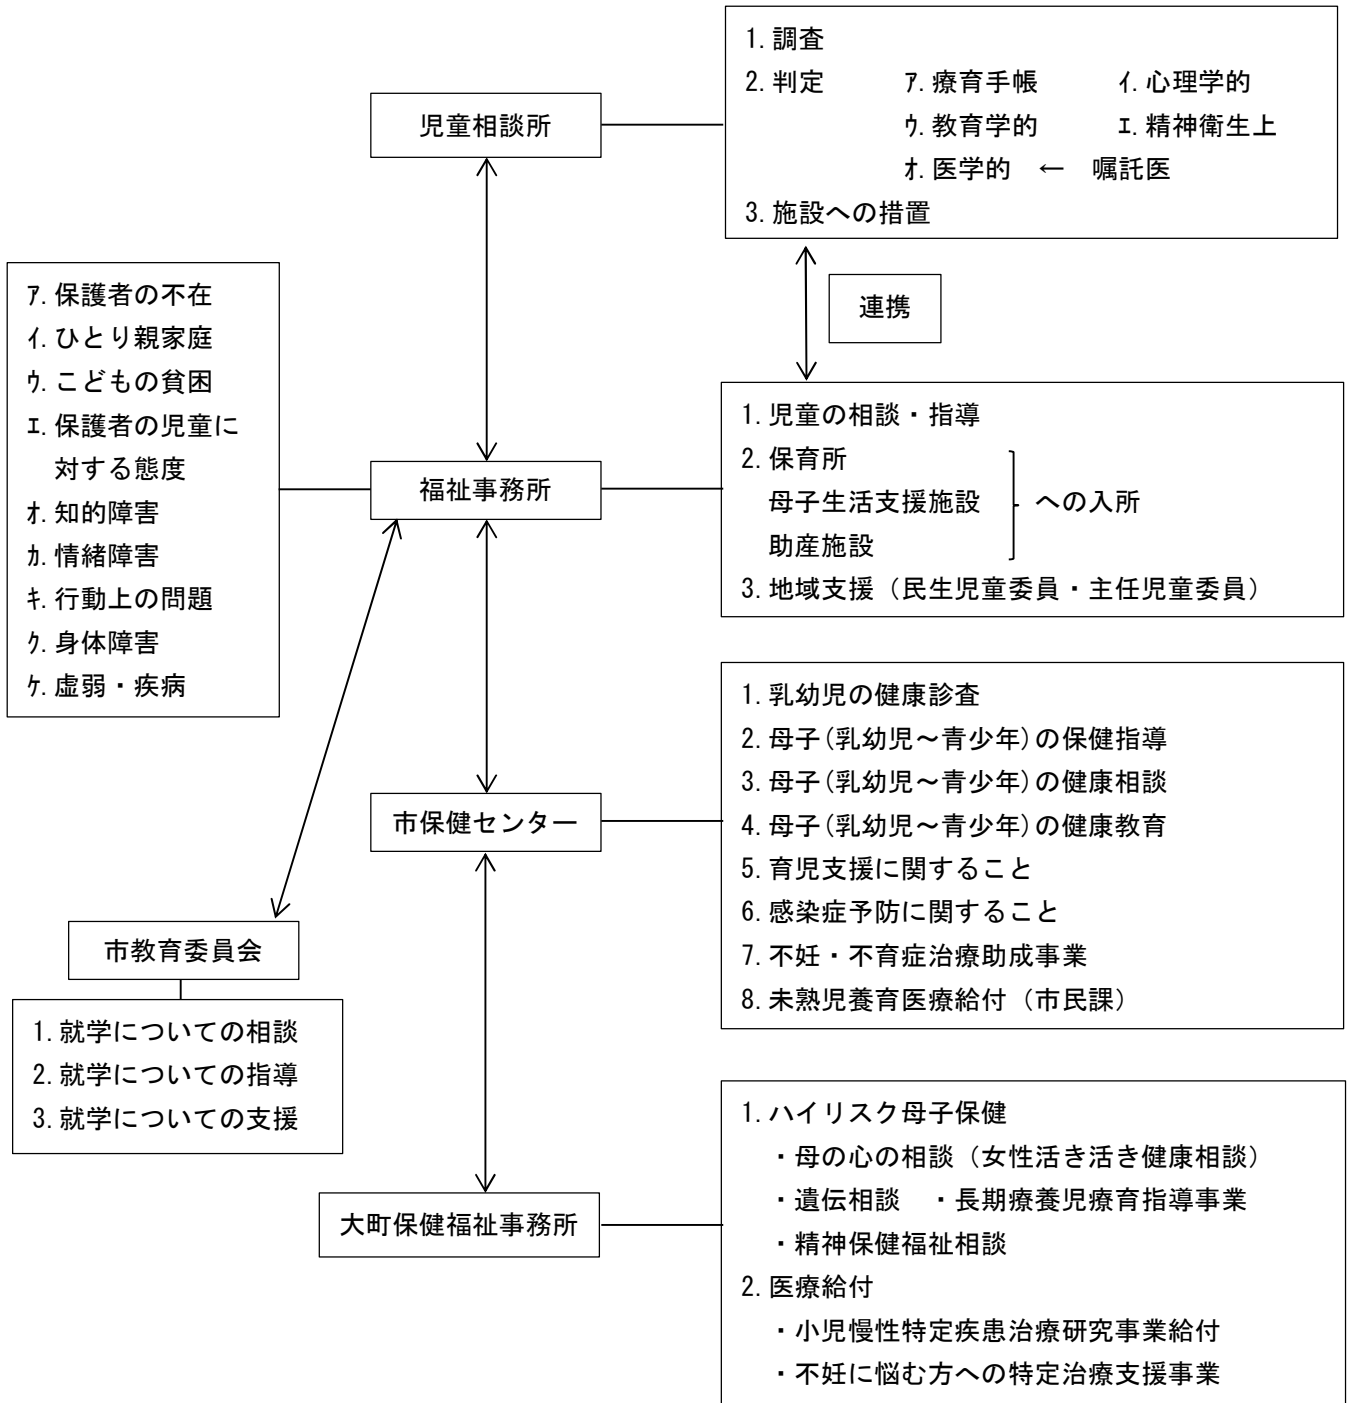 児童相談所
1.調査
2.判定　ｱ.療育手帳　ｲ.心理学的
ｳ.教育学的　ｴ.精神衛生上
ｵ.医学的　←　嘱託医
3.施設への措置
連携
ｱ.保護者の不在
ｲ.ひとり親家庭
ｳ.こどもの貧困
ｴ.保護者の児童に
対する態度
ｵ.知的障害
ｶ.情緒障害
ｷ.行動上の問題
ｸ.身体障害
ｹ.虚弱・疾病
福祉事務所
1.児童の相談・指導
2.保育所
母子生活支援施設　への入所
助産施設
3.地域支援（民生児童委員・主任児童委員）
市保健センター
1.乳幼児の健康診査
2.母子(乳幼児～青少年)の保健指導
3.母子(乳幼児～青少年)の健康相談
4.母子(乳幼児～青少年)の健康教育
5.育児支援に関すること
6.感染症予防に関すること
7.不妊・不育症治療助成事業
8.未熟児養育医療給付（市民課）
市教育委員会
1.就学についての相談
2.就学についての指導
3.就学についての支援
大町保健福祉事務所
1.ハイリスク母子保健
・母の心の相談（女性活き活き健康相談）
・遺伝相談　・長期療養児療育指導事業
・精神保健福祉相談
2.医療給付
・小児慢性特定疾患治療研究事業給付
・不妊に悩む方への特定治療支援事業